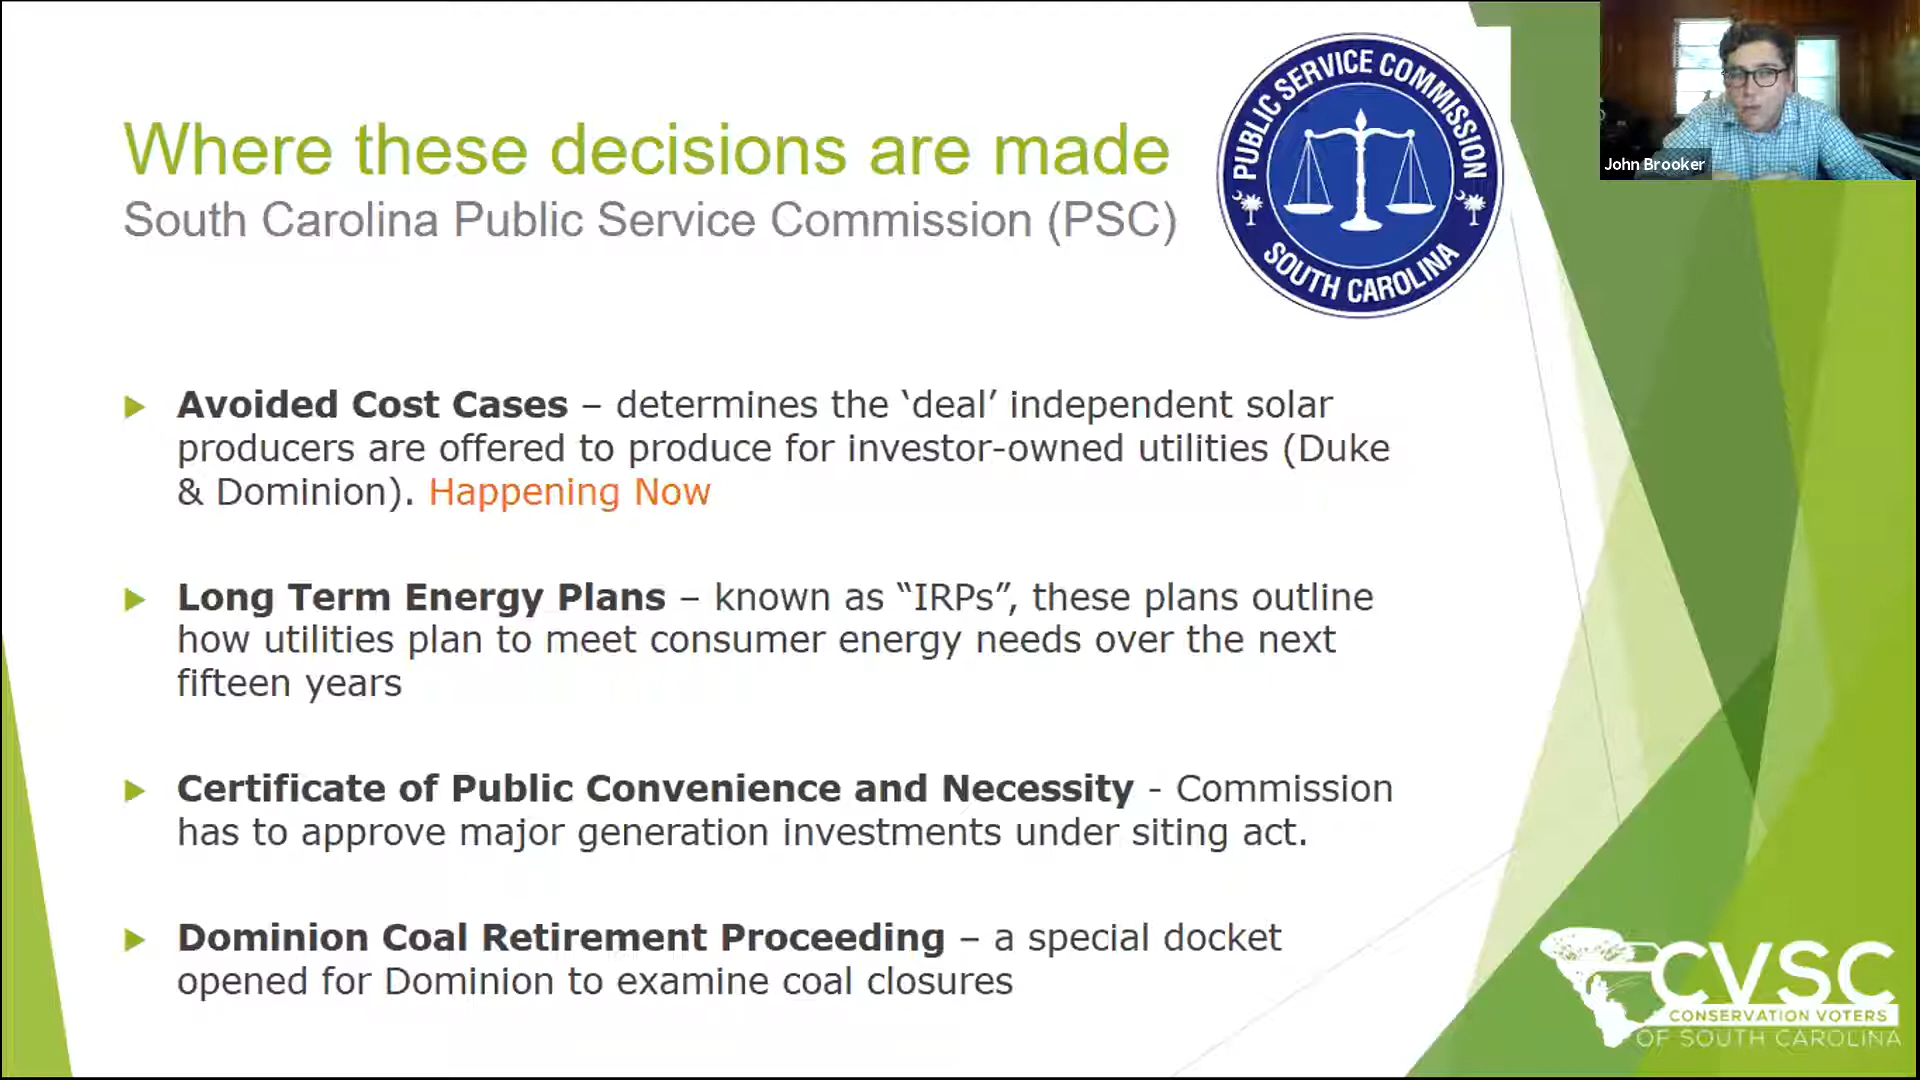 Where these decisions are made
South Carolina Public Service Commission (PSC)
PUBLIC SERVICE COMMISSION
SOUTH CAROLINA
John Brooker
Avoided Cost Cases – determines the ‘deal’ independent solar
producers are offered to produce for investor-owned utilities (Duke
& Dominion). Happening Now
Long Term Energy Plans – known as “IRPs”, these plans outline
how utilities plan to meet consumer energy needs over the next
fifteen years
Certificate of Public Convenience and Necessity - Commission
has to approve major generation investments under siting act.
Dominion Coal Retirement Proceeding – a special docket
opened for Dominion to examine coal closures
CVSC
CONSERVATION VOTERS
OF SOUTH CAROLINA